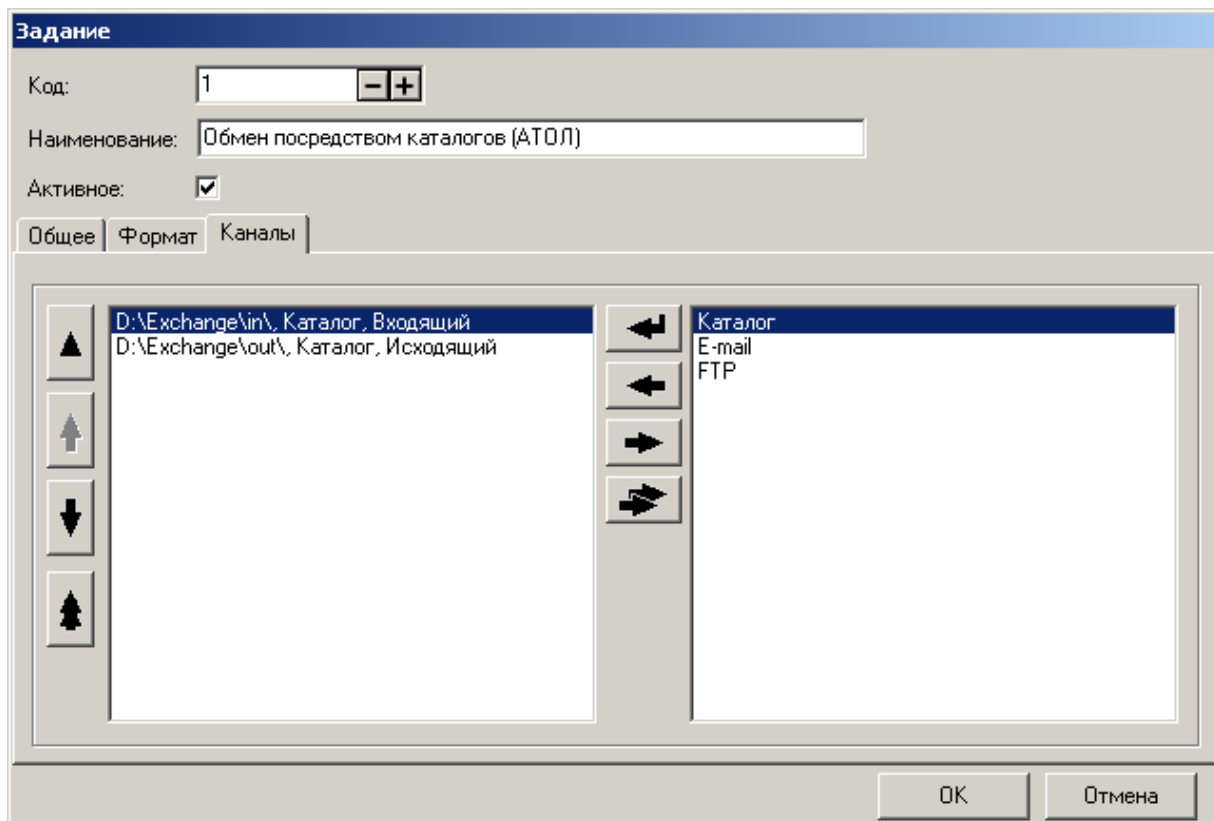 Задание
Код: 1
Наименование: Обмен посредством каталогов (АТОЛ)
Активное:
Общее Формат Каналы
D:\Exchange\in\, Каталог, Входящий
D:\Exchange\out\, Каталог, Исходящий
Каталог
E-mail
FTP
OK Отмена